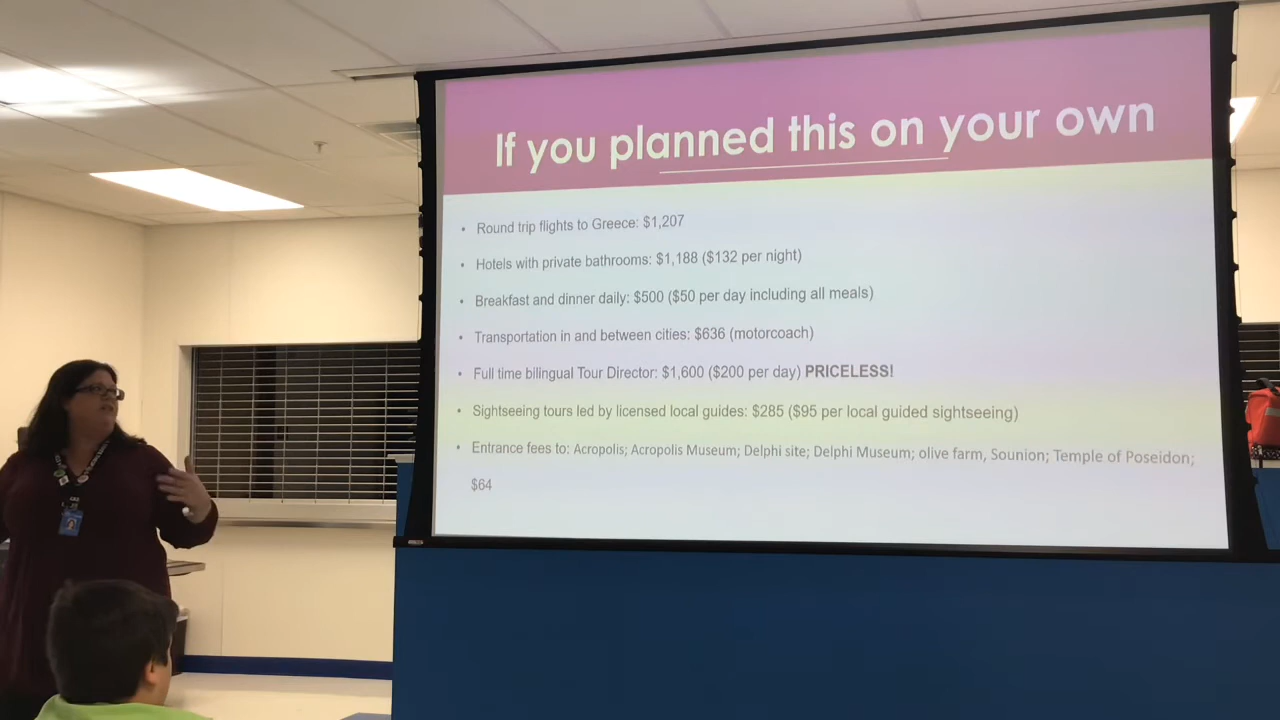 If you planned this on your own
• Round trip flights to Greece: $1,207
• Hotels with private bathrooms: $1,188 ($132 per night)
• Breakfast and dinner daily: $500 ($50 per day including all meals)
• Transportation in and between cities: $636 (motorcoach)
• Full time bilingual Tour Director: $1,600 ($200 per day) PRICELESS!
• Sightseeing tours led by licensed local guides: $285 ($95 per local guided sightseeing)
• Entrance fees to: Acropolis; Acropolis Museum; Delphi site; Delphi Museum; olive farm, Sounion; Temple of Poseidon;
$64